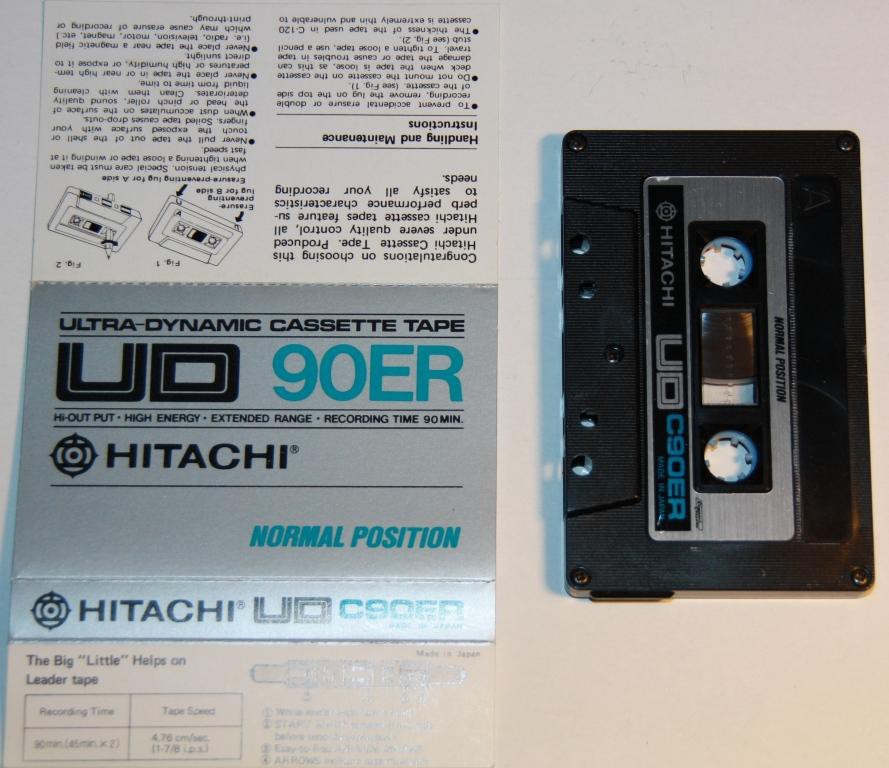 Congratulations on choosing this
Hitachi Cassette Tape. Produced
under severe quality control, all
Hitachi cassette tapes feature su-
perb performance characteristics
to satisfy all your recording
needs.
Handling and Maintenance
Instructions
●To prevent accidental erasure or double
recording, remove the lug on the top side
of the cassette (see Fig. 1).
●Do not mount the cassette on the cassette
deck when the tape is loose, as this can
damage the tape or cause troubles in tape
travel. To tighten a loose tape, use a pencil
stub (see Fig. 2).
●The thickness of the tape used in C-120
cassette is extremely thin and vulnerable to
Fig. 1
Fig. 2
Erasure-
preventing
lug for B side
Erasure-preventing lug for A side
A
physical tension. Special care must be taken
when tightening a loose tape or winding it at
fast speed.
●Never pull the tape out of the shell or
touch the exposed surface with your
fingers. Soiled tape causes drop-outs.
●When dust accumulates on the surface of
the head or pinch roller, sound quality
deteriorates. Clean them with cleaning
liquid from time to time.
●Never place the tape in or near high tem-
peratures or high humidity, or expose it to
direct sunlight.
●Never place the tape near a magnetic field
(i.e. radio, television, motor, magnet, etc.)
which may cause erasure of recording or
print-through.
ULTRA-DYNAMIC CASSETTE TAPE
UD 90ER
Hi-OUT PUT • HIGH ENERGY • EXTENDED RANGE • RECORDING TIME 90 MIN.
HITACHI®
NORMAL POSITION
HITACHI® UD C90ER
MADE IN JAPAN
The Big "Little" Helps on
Leader tape
Made in Japan
Recording Time Tape Speed
90min.(45min.×2) 4.76 cm/sec.
(1-7/8 i.p.s.)
A
HITACHI UD C90ER
MADE IN JAPAN
NORMAL POSITION